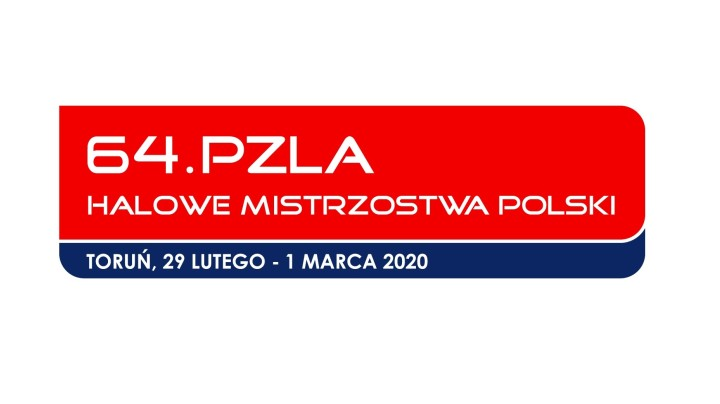 64.PZLA
HALOWE MISTRZOSTWA POLSKI
TORUŃ, 29 LUTEGO - 1 MARCA 2020